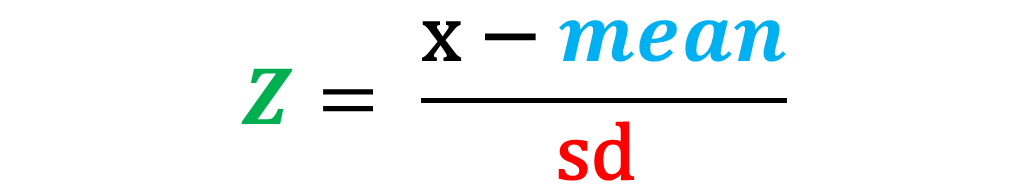 z = x − mean
sd